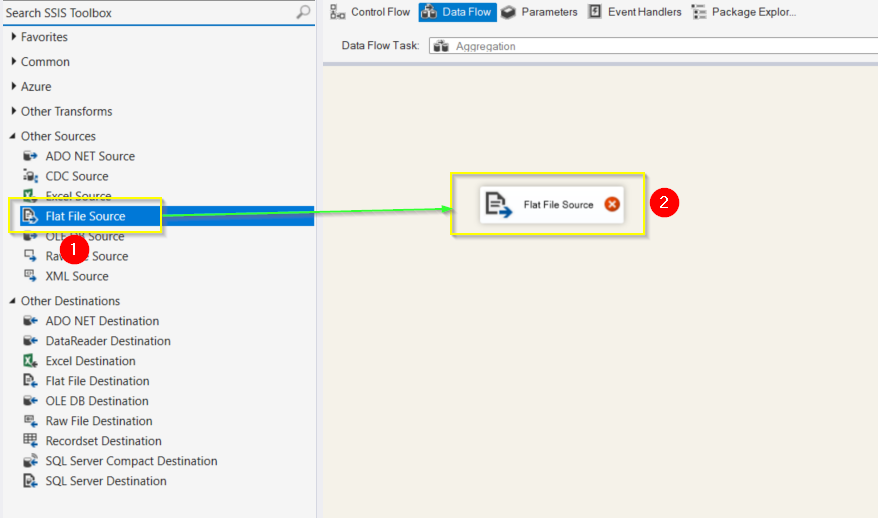 Search SSIS Toolbox
Favorites
Common
Azure
Other Transforms
Other Sources
ADO NET Source
CDC Source
Excel Source
Flat File Source
OLE DB Source
1
Raw File Source
XML Source
Other Destinations
ADO NET Destination
DataReader Destination
Excel Destination
Flat File Destination
OLE DB Destination
Raw File Destination
Recordset Destination
SQL Server Compact Destination
SQL Server Destination
Control Flow Data Flow Parameters Event Handlers Package Explor...
Data Flow Task: Aggregation
Flat File Source 2